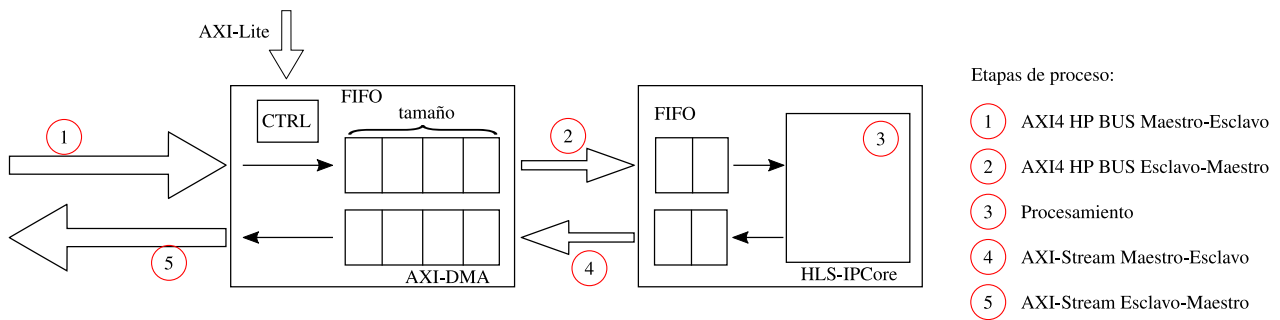 AXI-Lite
FIFO
CTRL
tamaño
1
2
FIFO
3
5
AXI-DMA
4
HLS-IPCore
Etapas de proceso:
1 AXI4 HP BUS Maestro-Esclavo
2 AXI4 HP BUS Esclavo-Maestro
3 Procesamiento
4 AXI-Stream Maestro-Esclavo
5 AXI-Stream Esclavo-Maestro